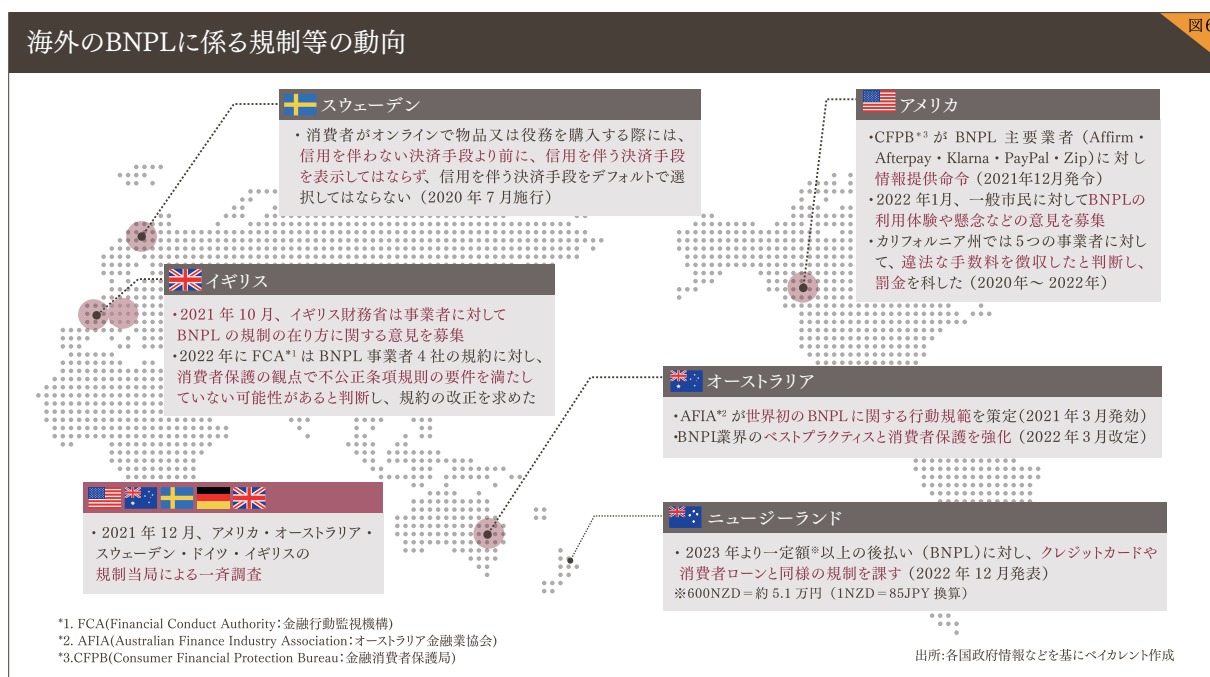 図6
海外のBNPLに係る規制等の動向
スウェーデン
・消費者がオンラインで物品又は役務を購入する際には、
信用を伴わない決済手段より前に、信用を伴う決済手段
を表示してはならず、信用を伴う決済手段をデフォルトで選
択してはならない（2020年7月施行）
アメリカ
・CFPB*3 が BNPL 主要業者（Affirm・
Afterpay・Klarna・PayPal・Zip）に対し
情報提供命令（2021年12月発令）
・2022年1月、一般市民に対してBNPLの
利用体験や懸念などの意見を募集
・カリフォルニア州では5つの事業者に対し
て、違法な手数料を徴収したと判断し、
罰金を科した（2020年〜2022年）
イギリス
・2021年10月、イギリス財務省は事業者に対して
BNPLの規制の在り方に関する意見を募集
・2022年にFCA*1はBNPL事業者4社の規約に対し、
消費者保護の観点で不公正条項規則の要件を満たし
ていない可能性があると判断し、規約の改正を求めた
オーストラリア
・AFIA*2が世界初のBNPLに関する行動規範を策定（2021年3月発効）
・BNPI業界のベストプラクティスと消費者保護を強化（2022年3月改定）
・2021年12月、アメリカ・オーストラリア・
スウェーデン・ドイツ・イギリスの
規制当局による一斉調査
ニュージーランド
・2023年より一定額※以上の後払い（BNPL）に対し、クレジットカードや
消費者ローンと同様の規制を課す（2022年12月発表）
※600NZD＝約5.1万円（1NZD＝85JPY換算）
*1. FCA(Financial Conduct Authority：金融行動監視機構)
*2. AFIA(Australian Finance Industry Association：オーストラリア金融業協会)
*3.CFPB(Consumer Financial Protection Bureau：金融消費者保護局)
出所：各国政府情報などを基にベイカレント作成